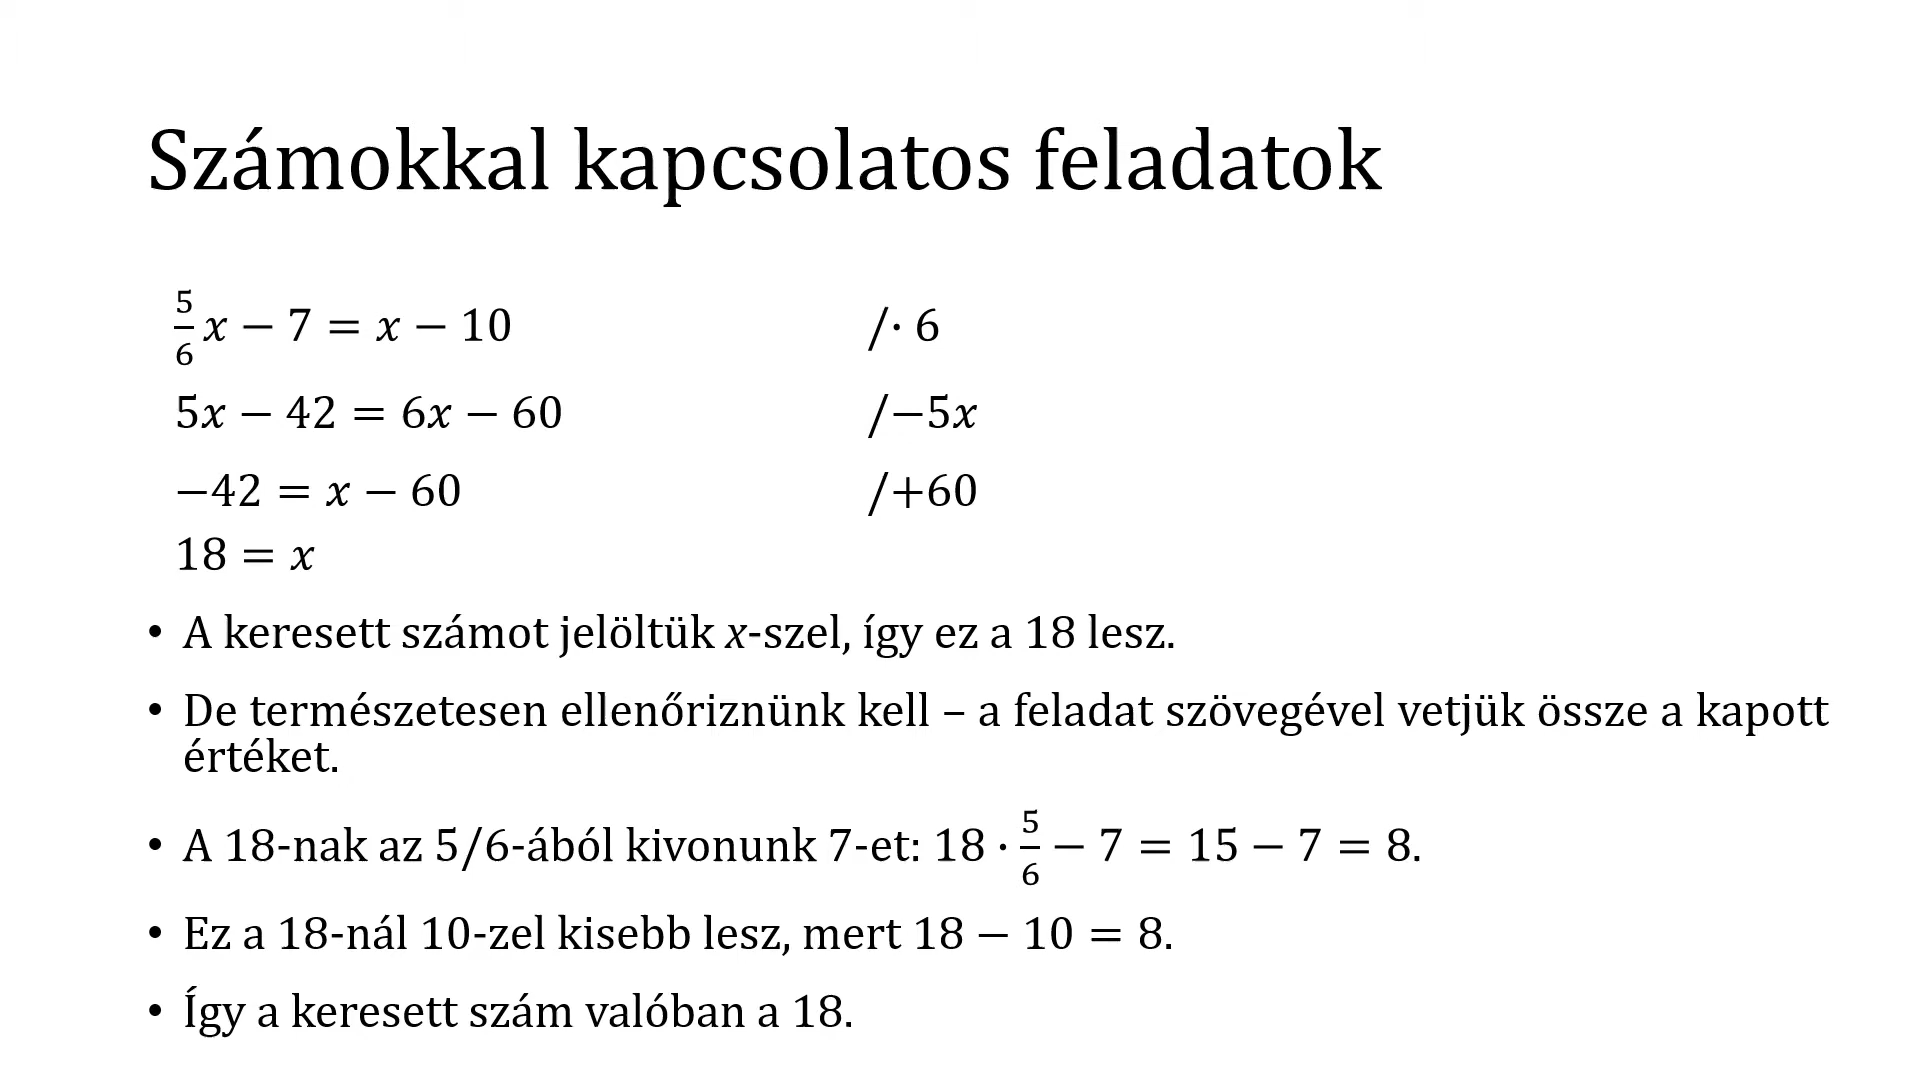 Számokkal kapcsolatos feladatok
5/6 x − 7 = x − 10 /· 6
5x − 42 = 6x − 60 /−5x
−42 = x − 60 /+60
18 = x
• A keresett számot jelöltük x-szel, így ez a 18 lesz.
• De természetesen ellenőriznünk kell – a feladat szövegével vetjük össze a kapott
értéket.
• A 18-nak az 5/6-ából kivonunk 7-et: 18 · 5/6 − 7 = 15 − 7 = 8.
• Ez a 18-nál 10-zel kisebb lesz, mert 18 − 10 = 8.
• Így a keresett szám valóban a 18.